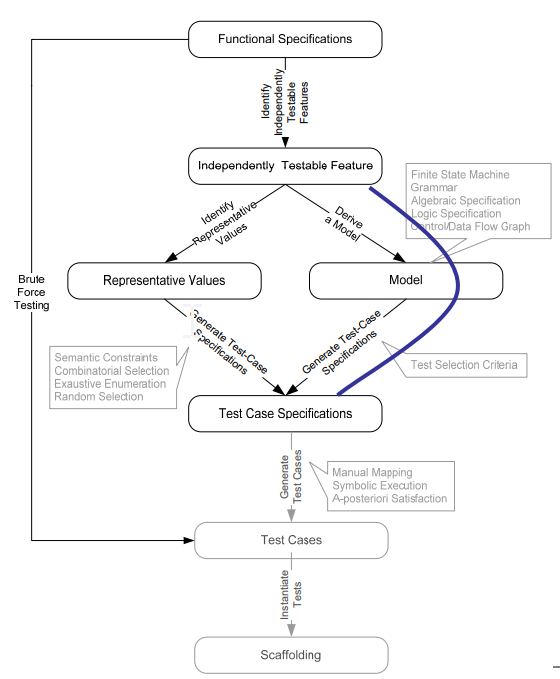 Functional Specifications
Identify
Independently
Testable
Features
Independently Testable Feature
Finite State Machine
Grammar
Algebraic Specification
Logic Specification
Control/Data Flow Graph
Identify
Representative
Values
Derive
a Model
Representative Values
Model
Brute
Force
Testing
Generate Test-Case
Specifications
Generate Test-Case
Specifications
Semantic Constraints
Combinatorial Selection
Exaustive Enumeration
Random Selection
Test Selection Criteria
Test Case Specifications
Generate
Test Cases
Manual Mapping
Symbolic Execution
A-posteriori Satisfaction
Test Cases
Instantiate
Tests
Scaffolding